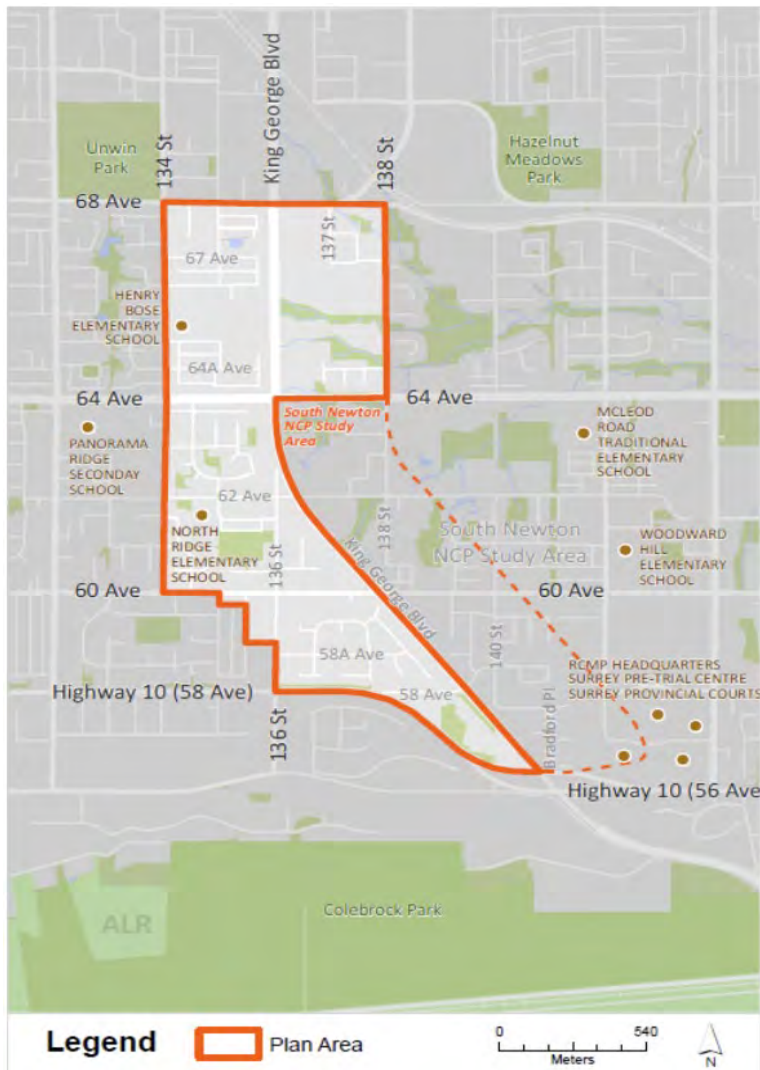 King George Blvd
134 St
138 St
Unwin
Park
Hazelnut
Meadows
Park
68 Ave
137 St
67 Ave
HENRY
BOSE
ELEMENTARY
SCHOOL
64A Ave
64 Ave
64 Ave
South Newton
NCP Study
Area
PANORAMA
RIDGE
SECONDAY
SCHOOL
MCLEOD
ROAD
TRADITIONAL
ELEMENTARY
SCHOOL
62 Ave
138 St
South Newton
NCP Study Area
NORTH
RIDGE
ELEMENTARY
SCHOOL
136 St
King George Blvd
WOODWARD
HILL
ELEMENTARY
SCHOOL
60 Ave
60 Ave
58A Ave
140 St
RCMP HEADQUARTERS
SURREY PRE-TRIAL CENTRE
SURREY PROVINCIAL COURTS
Highway 10 (58 Ave)
58 Ave
136 St
Bradford Pl
Highway 10 (56 Ave
Colebrock Park
ALR
Legend
Plan Area
0 540
Meters
N